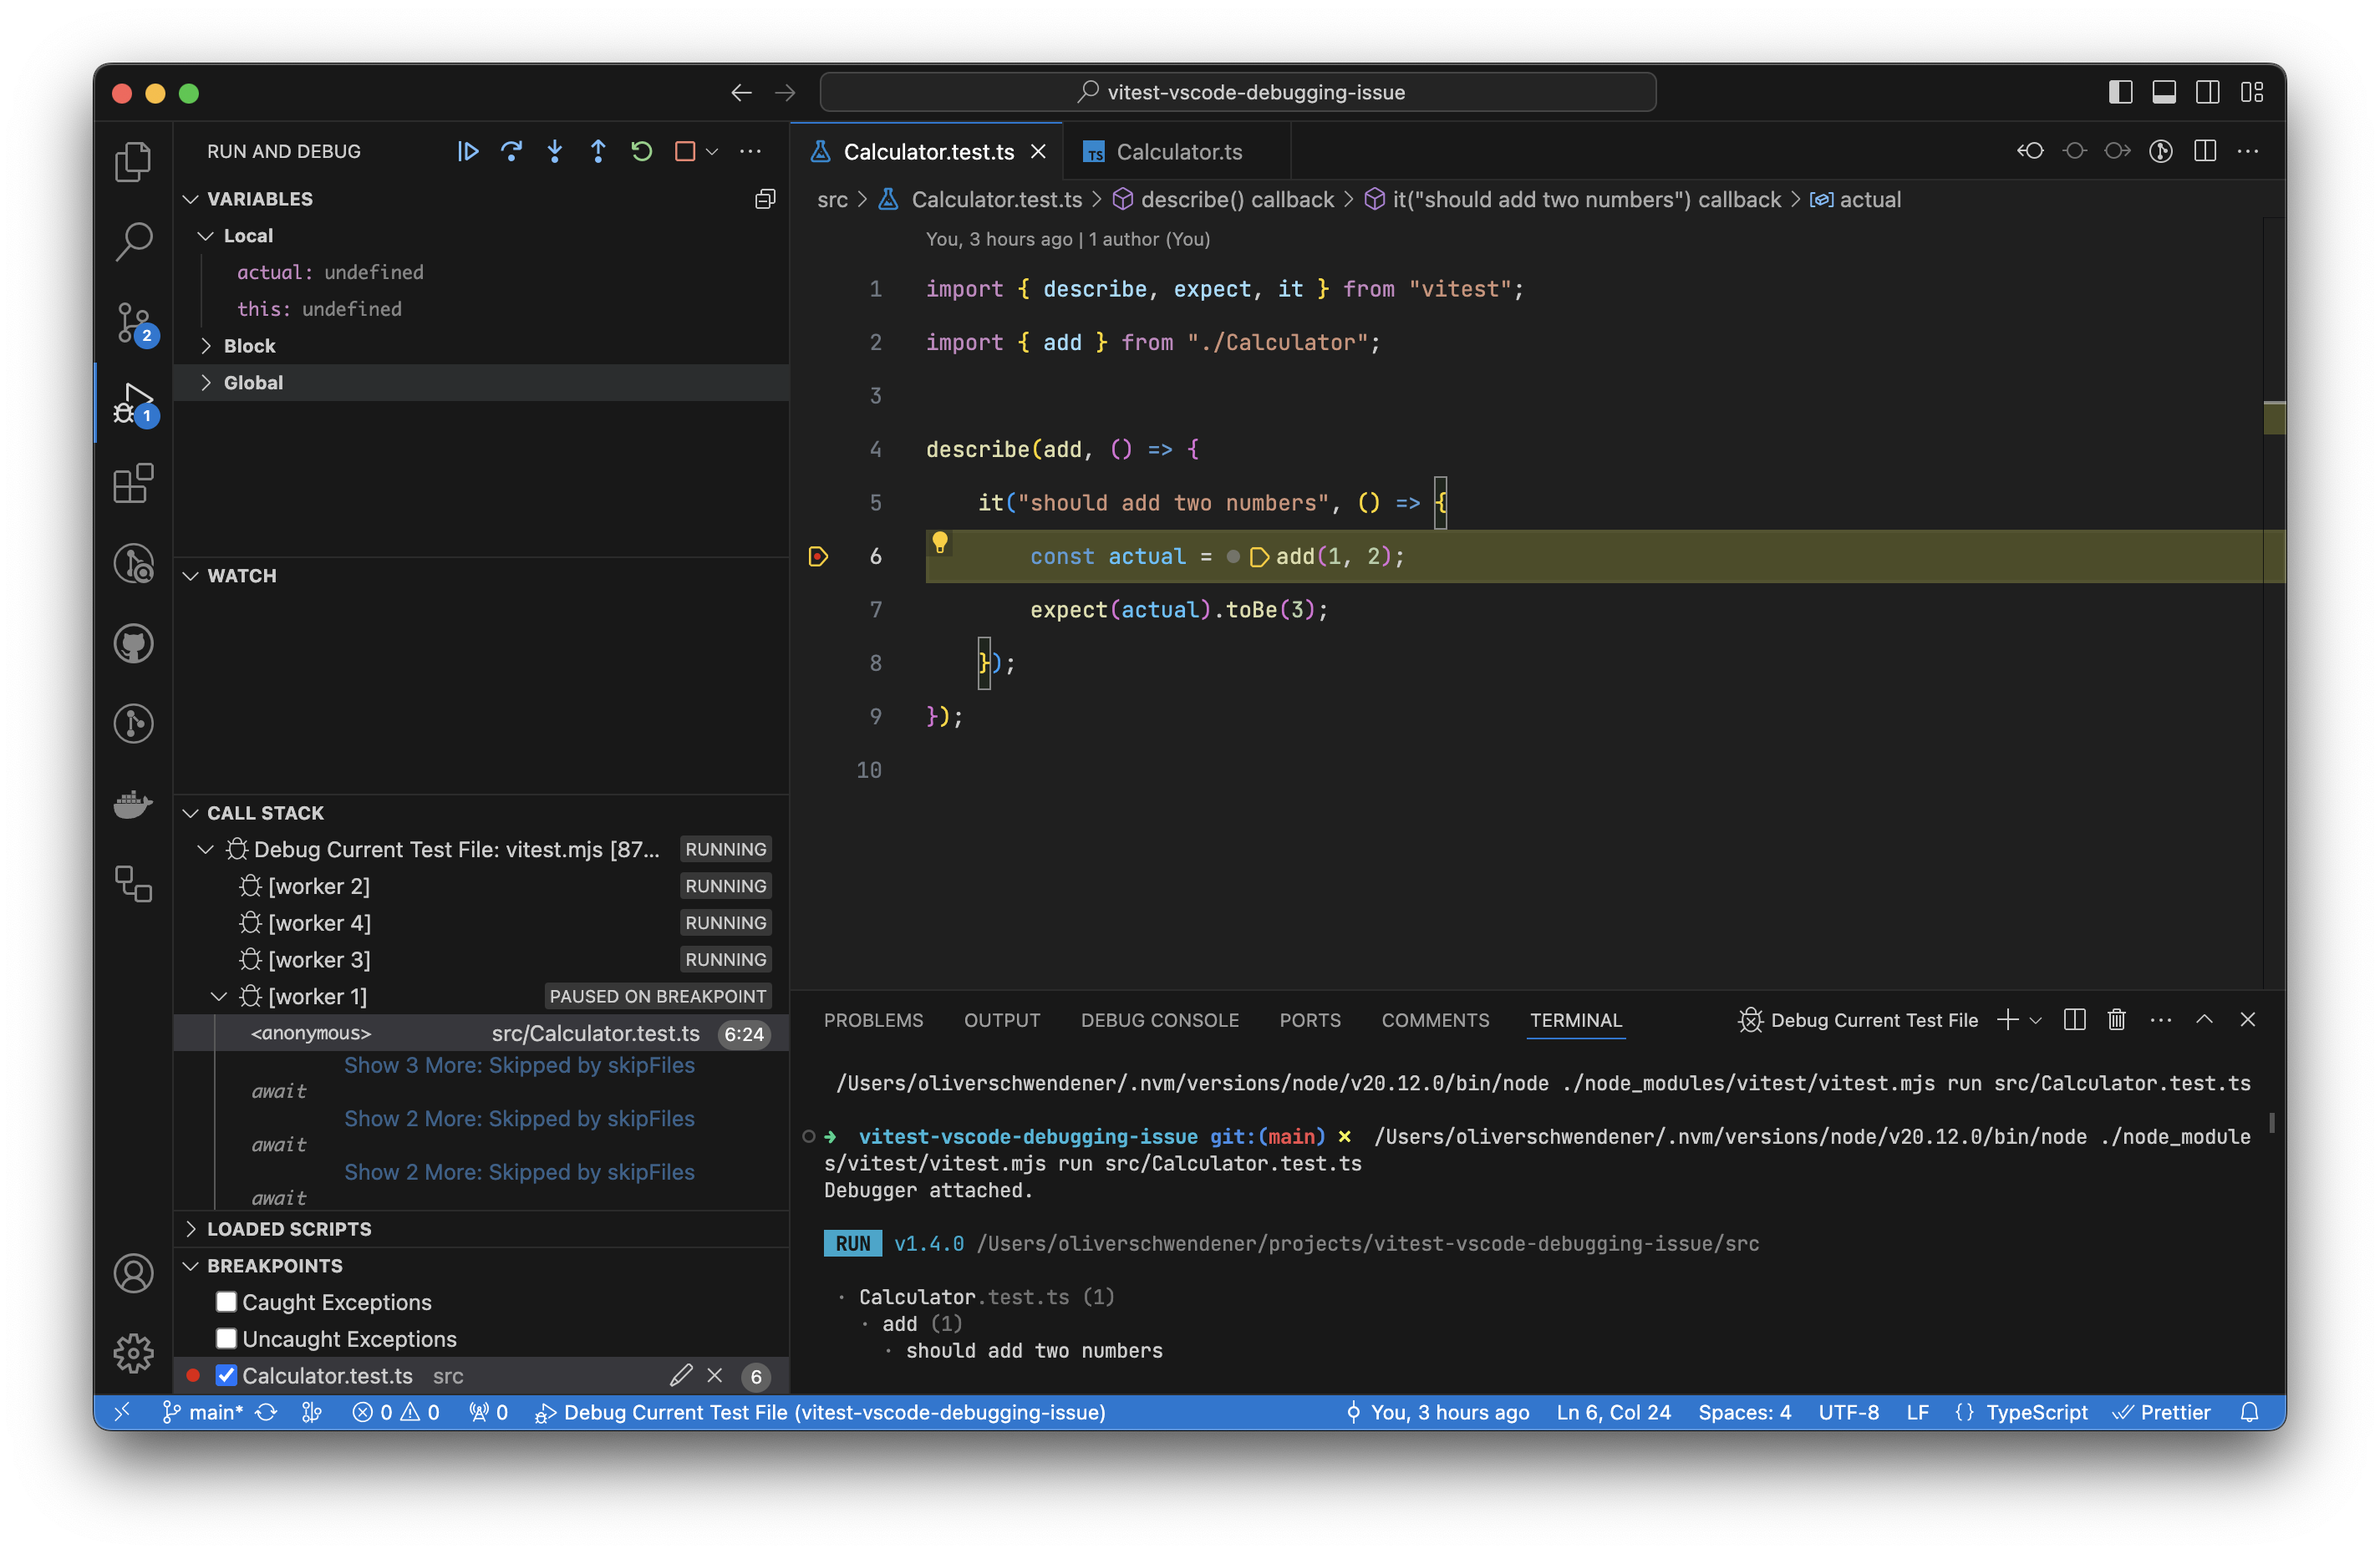 vitest-vscode-debugging-issue
RUN AND DEBUG
VARIABLES
Local
actual: undefined
this: undefined
Block
Global
2
1
WATCH
CALL STACK
Debug Current Test File: vitest.mjs [87... RUNNING
[worker 2] RUNNING
[worker 4] RUNNING
[worker 3] RUNNING
[worker 1] PAUSED ON BREAKPOINT
<anonymous> src/Calculator.test.ts 6:24
Show 3 More: Skipped by skipFiles
await
Show 2 More: Skipped by skipFiles
await
Show 2 More: Skipped by skipFiles
await
LOADED SCRIPTS
BREAKPOINTS
Caught Exceptions
Uncaught Exceptions
Calculator.test.ts src 6
Calculator.test.ts TS Calculator.ts
src > Calculator.test.ts > describe() callback > it("should add two numbers") callback > actual
You, 3 hours ago | 1 author (You)
1 import { describe, expect, it } from "vitest";
2 import { add } from "./Calculator";
3
4 describe(add, () => {
5 it("should add two numbers", () => {
6 const actual = add(1, 2);
7 expect(actual).toBe(3);
8 });
9 });
10
PROBLEMS OUTPUT DEBUG CONSOLE PORTS COMMENTS TERMINAL Debug Current Test File
/Users/oliverschwendener/.nvm/versions/node/v20.12.0/bin/node ./node_modules/vitest/vitest.mjs run src/Calculator.test.ts
➜ vitest-vscode-debugging-issue git:(main) ✗ /Users/oliverschwendener/.nvm/versions/node/v20.12.0/bin/node ./node_module
s/vitest/vitest.mjs run src/Calculator.test.ts
Debugger attached.
RUN v1.4.0 /Users/oliverschwendener/projects/vitest-vscode-debugging-issue/src
· Calculator.test.ts (1)
· add (1)
· should add two numbers
main* 0 0 0 Debug Current Test File (vitest-vscode-debugging-issue) You, 3 hours ago Ln 6, Col 24 Spaces: 4 UTF-8 LF {} TypeScript Prettier